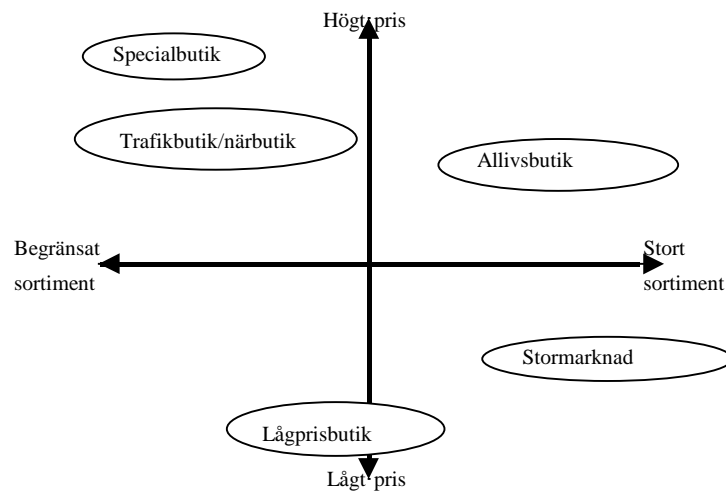 Högt pris
Specialbutik
Trafikbutik/närbutik
Allivsbutik
Begränsat
sortiment
Stort
sortiment
Stormarknad
Lågprisbutik
Lågt pris